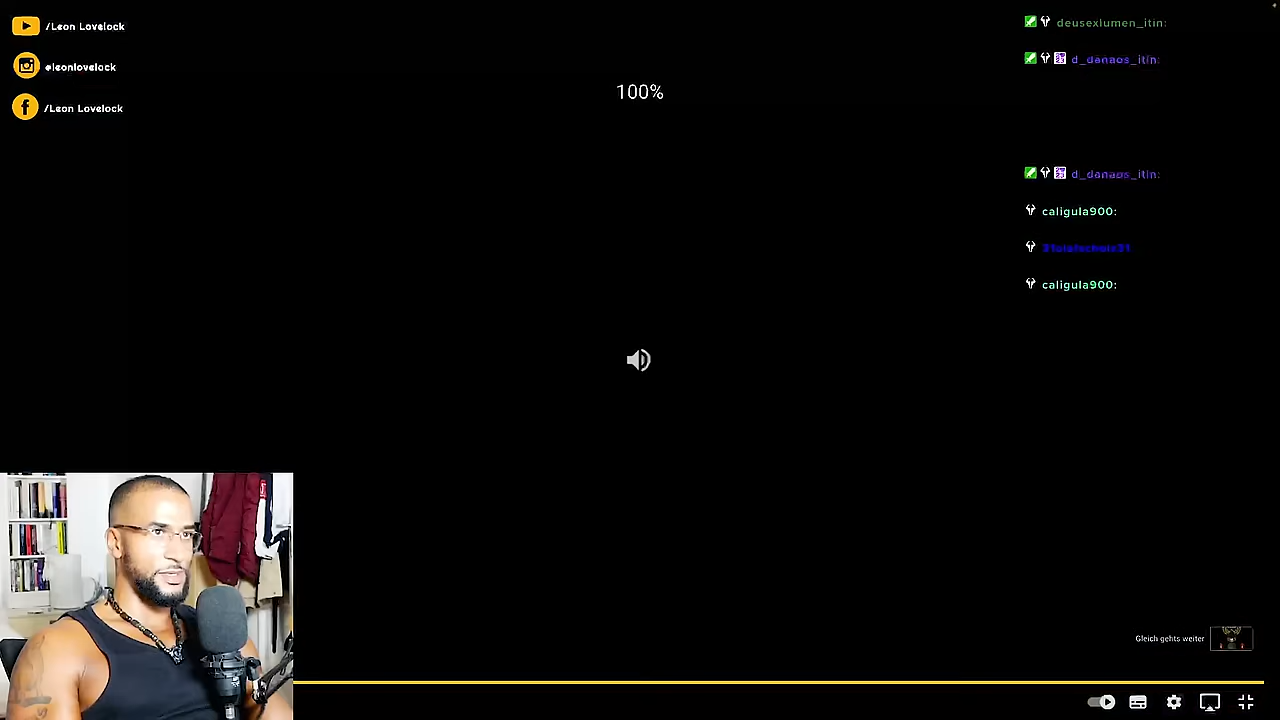 /Leon Lovelock
@leonlovelock
/Leon Lovelock
100%
deusexlumen_itin:
d_danaos_itin:
d_danaos_itin:
caligula900:
caligula900:
Gleich gehts weiter